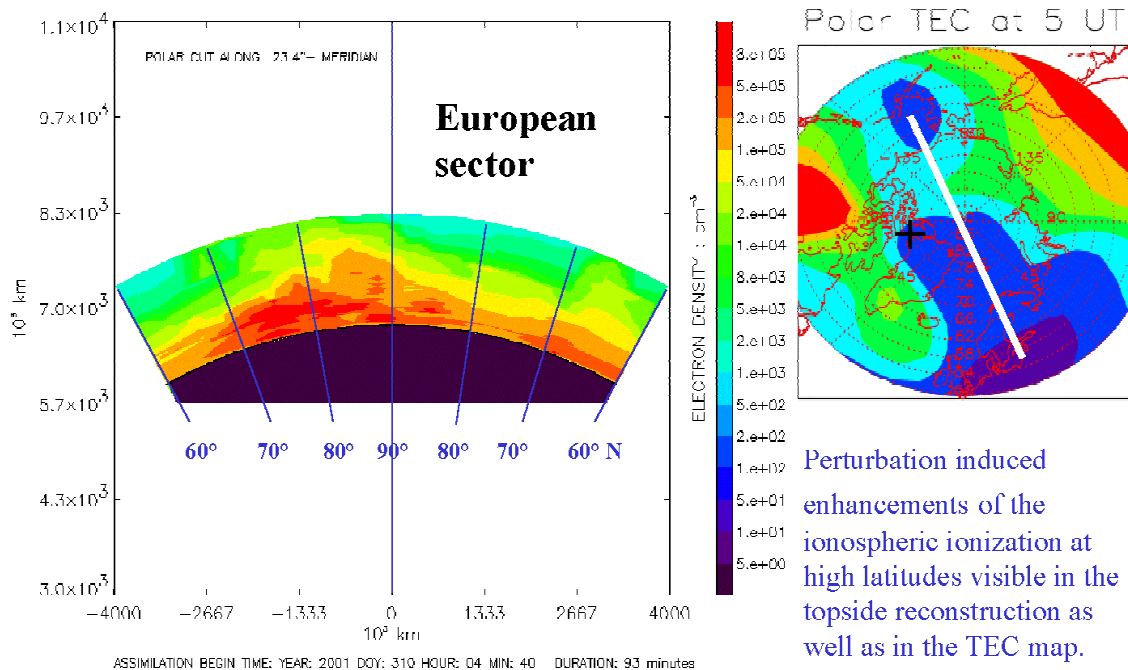 Polar TEC at 5 UT
POLAR CUT ALONG 23.4°- MERIDIAN
European
sector
1.1×10⁴
9.7×10³
8.3×10³
7.0×10³
5.7×10³
4.3×10³
3.0×10³
10³ km
-4000
-2667
-1333
0
1333
2667
4000
10³ km
60°
70°
80°
90°
80°
70°
60° N
ELECTRON DENSITY : cm⁻³
5.e+05
2.e+05
1.e+05
5.e+04
2.e+04
1.e+04
8.e+03
5.e+03
2.e+03
1.e+03
5.e+02
2.e+02
1.e+02
5.e+01
1.e+01
5.e+00
-135
135
Perturbation induced
enhancements of the
ionospheric ionization at
high latitudes visible in the
topside reconstruction as
well as in the TEC map.
ASSIMILATION BEGIN TIME: YEAR: 2001 DOY: 310 HOUR: 04 MIN: 40 DURATION: 93 minutes